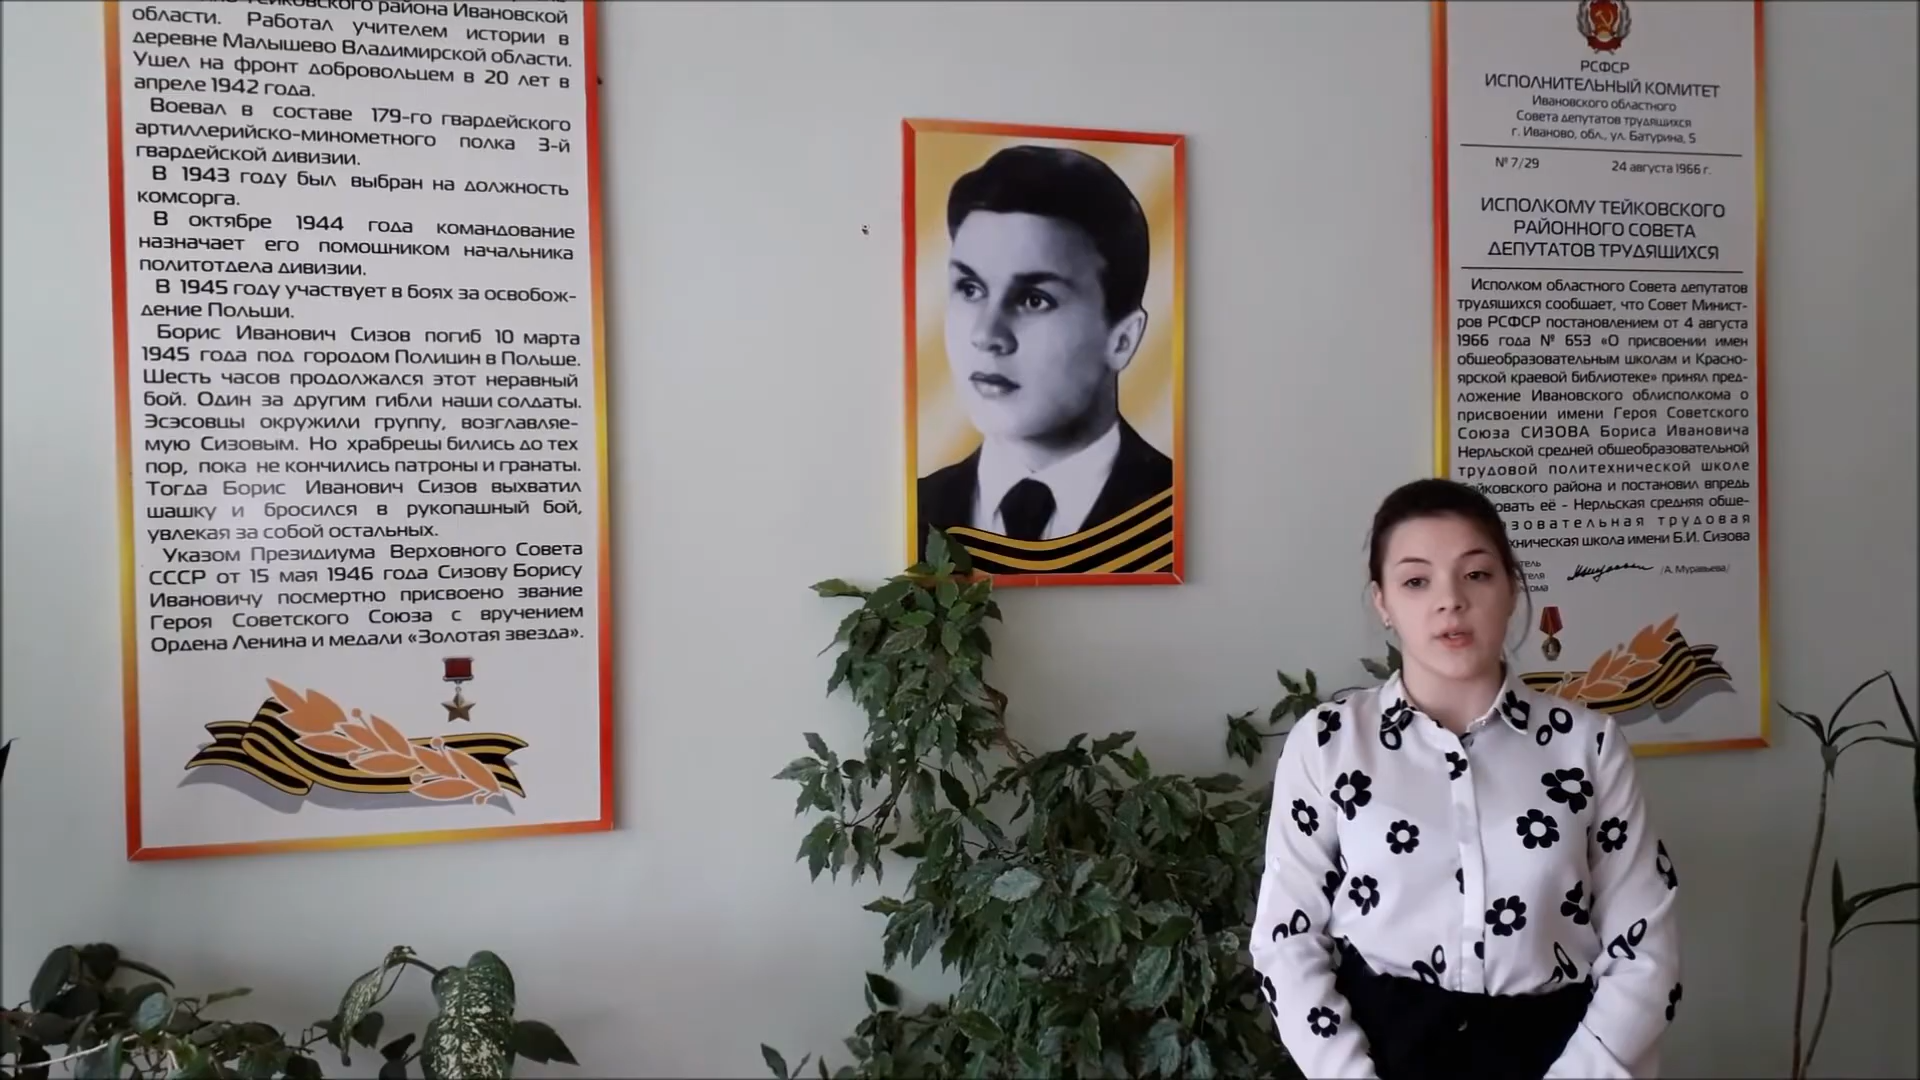 Тейковского района Ивановской
области. Работал учителем истории в
деревне Малышево Владимирской области.
Ушел на фронт добровольцем в 20 лет в
апреле 1942 года.
Воевал в составе 179-го гвардейского
артиллерийско-минометного полка 3-й
гвардейской дивизии.
В 1943 году был выбран на должность
комсорга.
В октябре 1944 года командование
назначает его помощником начальника
политотдела дивизии.
В 1945 году участвует в боях за освобож-
дение Польши.
Борис Иванович Сизов погиб 10 марта
1945 года под городом Полицин в Польше.
Шесть часов продолжался этот неравный
бой. Один за другим гибли наши солдаты.
Эсэсовцы окружили группу, возглавляе-
мую Сизовым. Но храбрецы бились до тех
пор, пока не кончились патроны и гранаты.
Тогда Борис Иванович Сизов выхватил
шашку и бросился в рукопашный бой,
увлекая за собой остальных.
Указом Президиума Верховного Совета
СССР от 15 мая 1946 года Сизову Борису
Ивановичу посмертно присвоено звание
Героя Советского Союза с вручением
Ордена Ленина и медали «Золотая звезда».
РСФСР
ИСПОЛНИТЕЛЬНЫЙ КОМИТЕТ
Ивановского областного
Совета депутатов трудящихся
г. Иваново, обл., ул. Батурина, 5
№ 7/29 24 августа 1966 г.
ИСПОЛКОМУ ТЕЙКОВСКОГО
РАЙОННОГО СОВЕТА
ДЕПУТАТОВ ТРУДЯЩИХСЯ
Исполком областного Совета депутатов
трудящихся сообщает, что Совет Минист-
ров РСФСР постановлением от 4 августа
1966 года № 653 «О присвоении имен
общеобразовательным школам и Красно-
ярской краевой библиотеке» принял пред-
ложение Ивановского облисполкома о
присвоении имени Героя Советского
Союза СИЗОВА Бориса Ивановича
Нерльской средней общеобразовательной
трудовой политехнической школе
йковского района и постановил впредь
овать её - Нерльская средняя обще-
азовательная трудовая
хническая школа имени Б.И. Сизова
тель
теля
кома
/А. Муравьева/